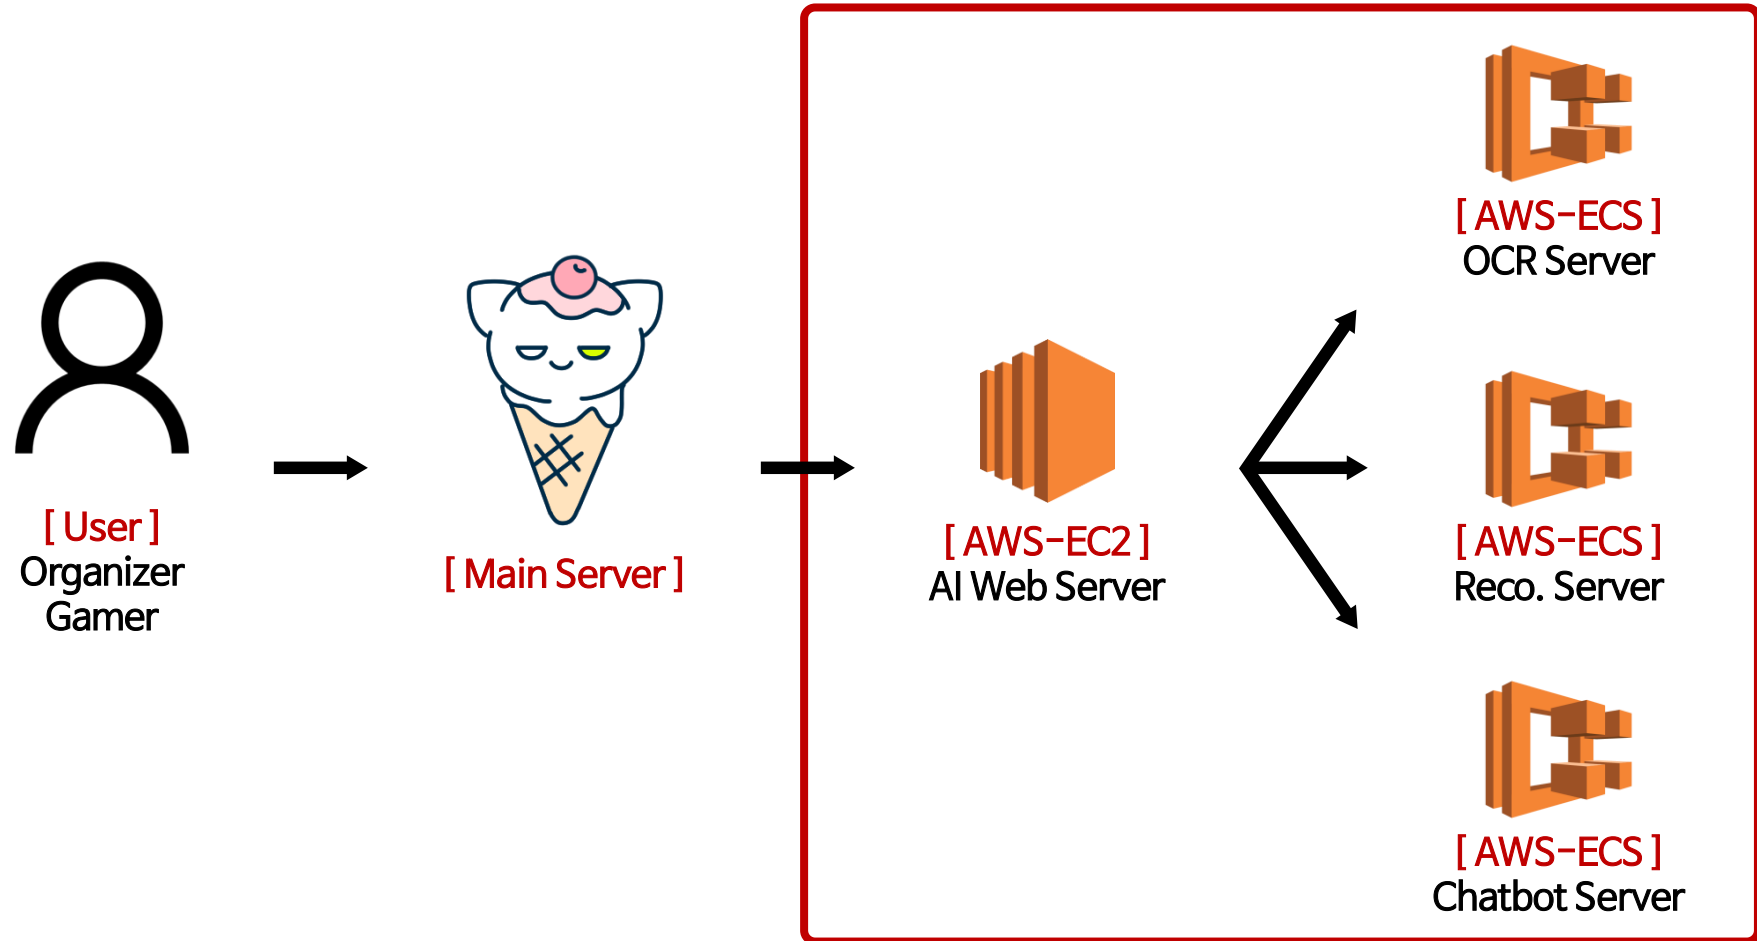 [ User ]
Organizer
Gamer
[ Main Server ]
[ AWS-EC2 ]
AI Web Server
[ AWS-ECS ]
OCR Server
[ AWS-ECS ]
Reco. Server
[ AWS-ECS ]
Chatbot Server